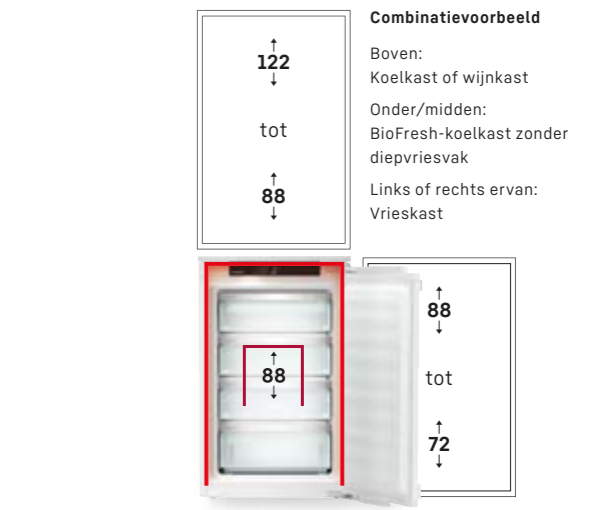 Combinatievoorbeeld
Boven:
Koelkast of wijnkast
Onder/midden:
BioFresh-koelkast zonder
diepvriesvak
Links of rechts ervan:
Vrieskast
↑
122
↓
tot
↑
88
↓
↑
88
↓
↑
88
↓
tot
↑
72
↓